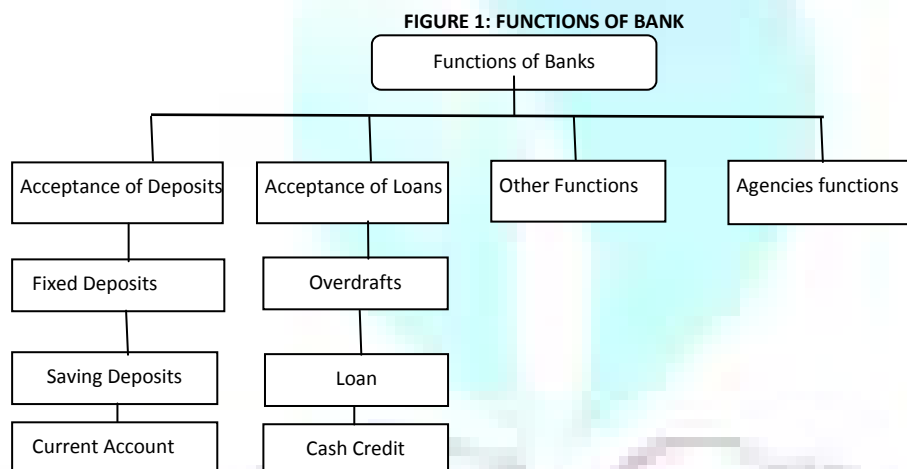 FIGURE 1: FUNCTIONS OF BANK
Functions of Banks
Acceptance of Deposits
Acceptance of Loans
Other Functions
Agencies functions
Fixed Deposits
Overdrafts
Saving Deposits
Loan
Current Account
Cash Credit